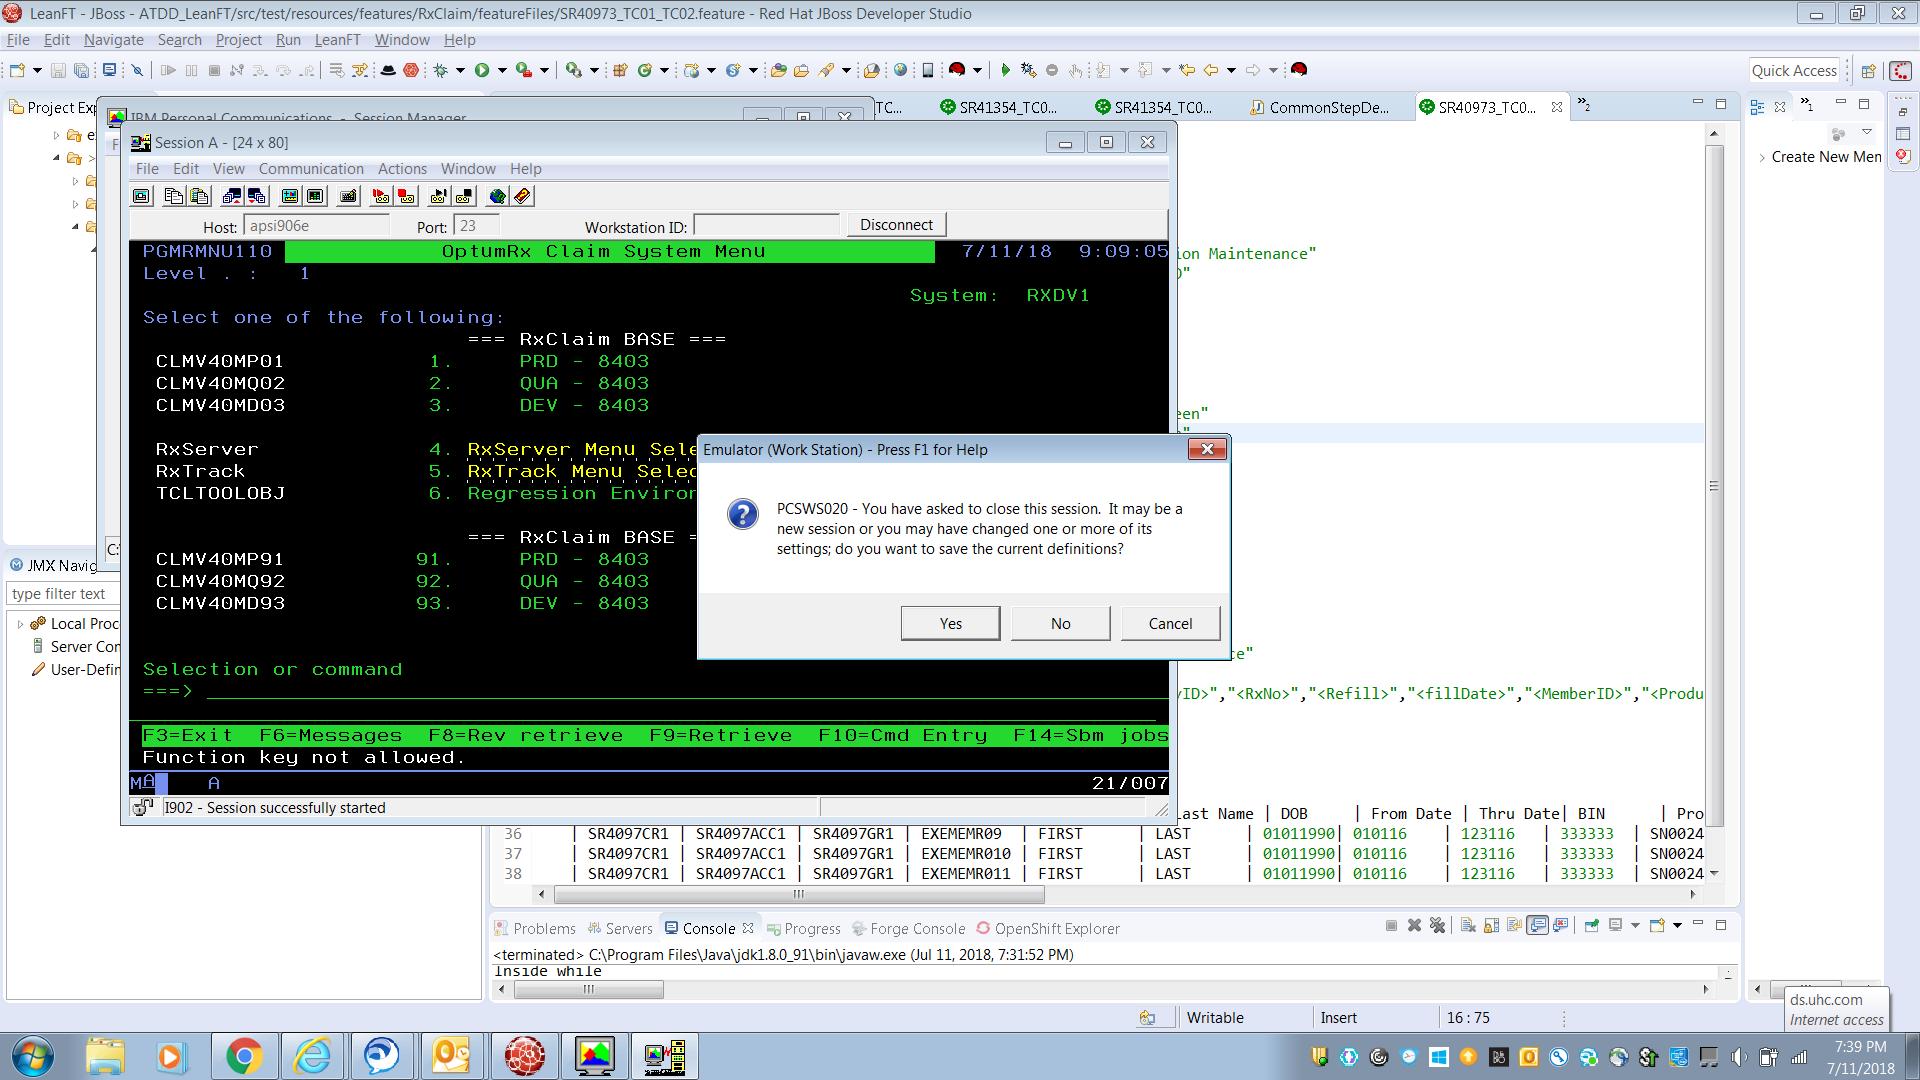 LeanFT - JBoss - ATDD_LeanFT/src/test/resources/features/RxClaim/featureFiles/SR40973_TC01_TC02.feature - Red Hat JBoss Developer Studio
File Edit Navigate Search Project Run LeanFT Window Help
Quick Access
Project Exp
IBM Personal Communications - Session Manager
TC...
SR41354_TC0...
SR41354_TC0...
CommonStepDe...
SR40973_TC0...
»2
»1
Create New Men
Session A - [24 x 80]
File Edit View Communication Actions Window Help
Host: apsi906e Port: 23 Workstation ID: Disconnect
PGMRMNU110 OptumRx Claim System Menu 7/11/18 9:09:05
Level . : 1
System: RXDV1
Select one of the following:
=== RxClaim BASE ===
CLMV40MP01 1. PRD - 8403
CLMV40MQ02 2. QUA - 8403
CLMV40MD03 3. DEV - 8403
RxServer 4. RxServer Menu Sele
RxTrack 5. RxTrack Menu Selec
TCLTOOLOBJ 6. Regression Environ
=== RxClaim BASE =
CLMV40MP91 91. PRD - 8403
CLMV40MQ92 92. QUA - 8403
CLMV40MD93 93. DEV - 8403
Selection or command
===>
F3=Exit F6=Messages F8=Rev retrieve F9=Retrieve F10=Cmd Entry F14=Sbm jobs
Function key not allowed.
MA A 21/007
I902 - Session successfully started
Emulator (Work Station) - Press F1 for Help
PCSWS020 - You have asked to close this session. It may be a
new session or you may have changed one or more of its
settings; do you want to save the current definitions?
Yes No Cancel
ion Maintenance"
een"
ce"
yID>","<RxNo>","<Refill>","<fillDate>","<MemberID>","<Produ
C:
JMX Navig
type filter text
Local Proc
Server Con
User-Defin
Last Name | DOB | From Date | Thru Date| BIN | Pro
36 | SR4097CR1 | SR4097ACC1 | SR4097GR1 | EXEMEMR09 | FIRST | LAST | 01011990| 010116 | 123116 | 333333 | SN0024
37 | SR4097CR1 | SR4097ACC1 | SR4097GR1 | EXEMEMR010 | FIRST | LAST | 01011990| 010116 | 123116 | 333333 | SN0024
38 | SR4097CR1 | SR4097ACC1 | SR4097GR1 | EXEMEMR011 | FIRST | LAST | 01011990| 010116 | 123116 | 333333 | SN0024
Problems Servers Console Progress Forge Console OpenShift Explorer
<terminated> C:\Program Files\Java\jdk1.8.0_91\bin\javaw.exe (Jul 11, 2018, 7:31:52 PM)
Inside while
Writable Insert 16 : 75
ds.uhc.com
Internet access
7:39 PM
7/11/2018